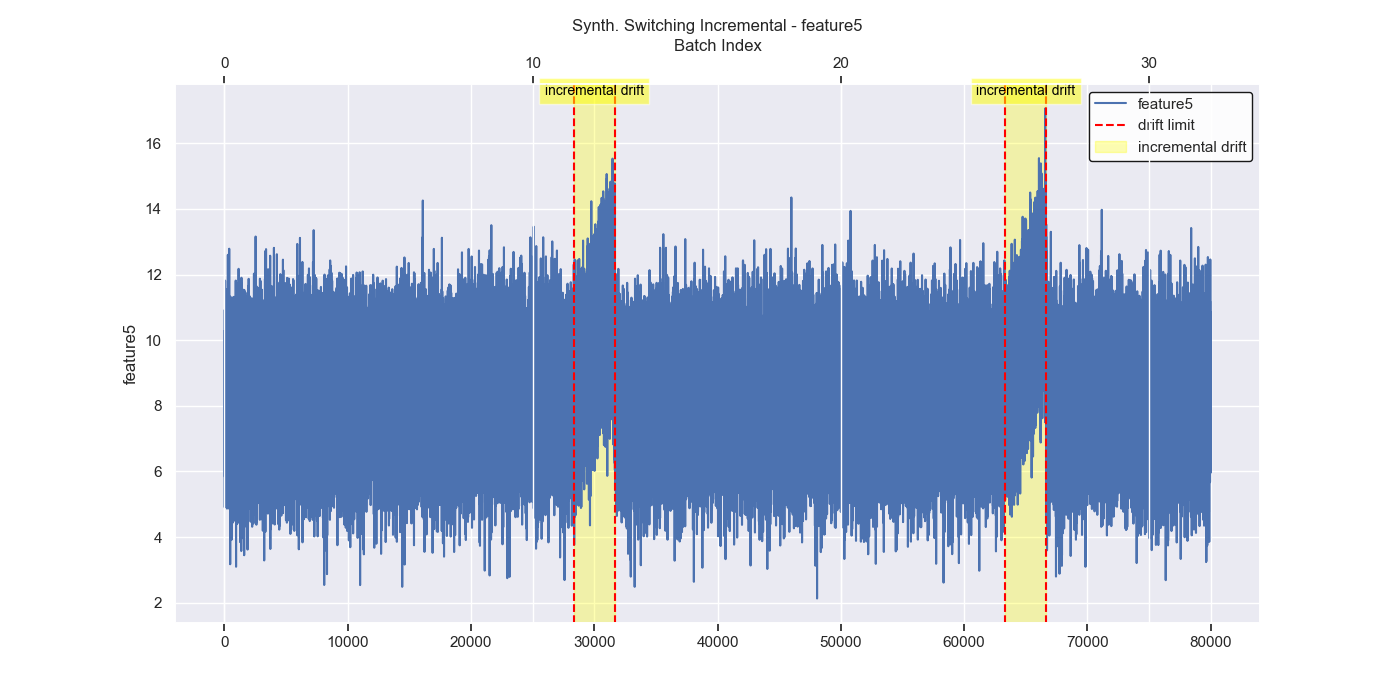 Synth. Switching Incremental - feature5
Batch Index
0 10 20 30
incremental drift incremental drift
feature5
drift limit
incremental drift
16
14
12
10
8
6
4
2
feature5
0 10000 20000 30000 40000 50000 60000 70000 80000